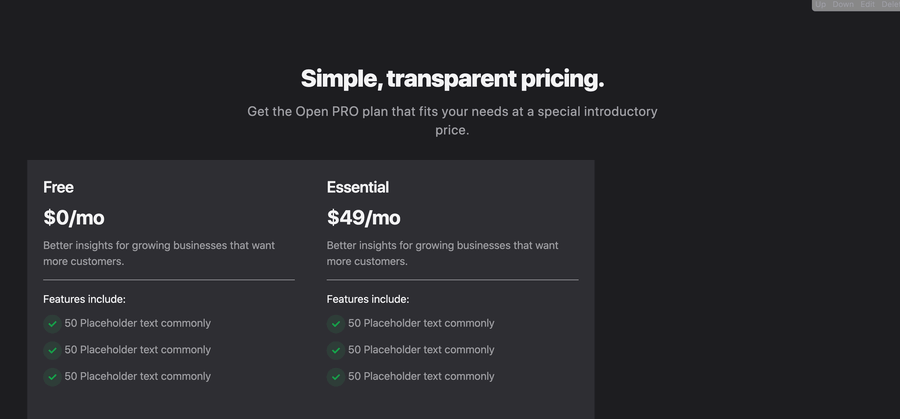 Up Down Edit Delete
Simple, transparent pricing.
Get the Open PRO plan that fits your needs at a special introductory
price.
Free
$0/mo
Better insights for growing businesses that want
more customers.
Features include:
50 Placeholder text commonly
50 Placeholder text commonly
50 Placeholder text commonly
Essential
$49/mo
Better insights for growing businesses that want
more customers.
Features include:
50 Placeholder text commonly
50 Placeholder text commonly
50 Placeholder text commonly